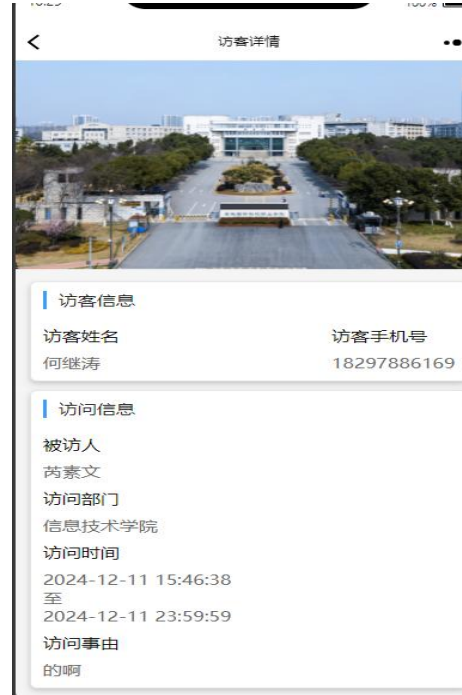 访客详情
访客信息
访客姓名 访客手机号
何继涛 18297886169
访问信息
被访人
芮素文
访问部门
信息技术学院
访问时间
2024-12-11 15:46:38
至
2024-12-11 23:59:59
访问事由
的啊